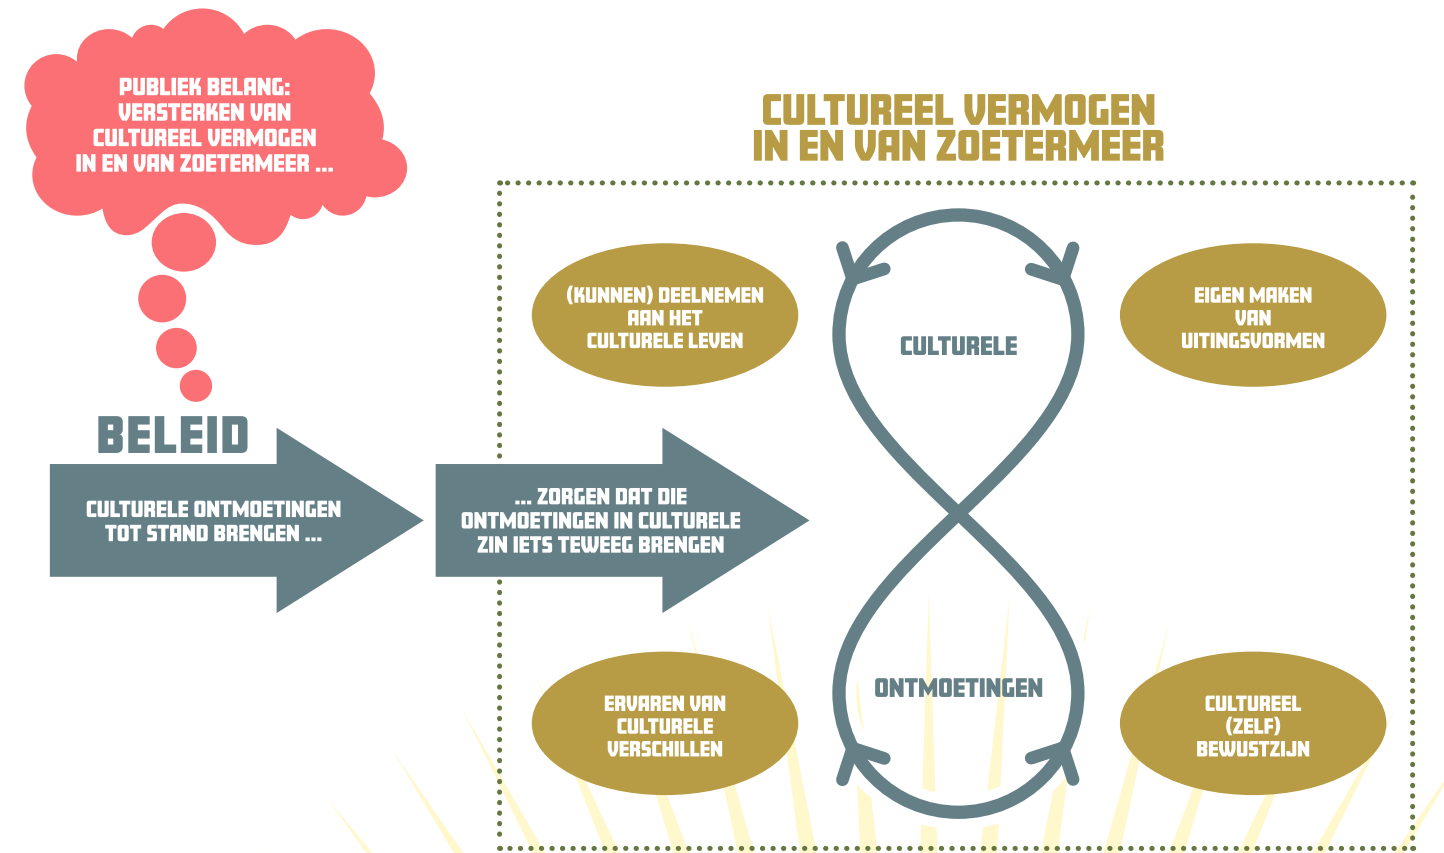 PUBLIEK BELANG:
VERSTERKEN VAN
CULTUREEL VERMOGEN
IN EN VAN ZOETERMEER ...
BELEID
CULTURELE ONTMOETINGEN
TOT STAND BRENGEN ...
... ZORGEN DAT DIE
ONTMOETINGEN IN CULTURELE
ZIN IETS TEWEEG BRENGEN
CULTUREEL VERMOGEN
IN EN VAN ZOETERMEER
(KUNNEN) DEELNEMEN
AAN HET
CULTURELE LEVEN
CULTURELE
EIGEN MAKEN
VAN
UITINGSVORMEN
ERVAREN VAN
CULTURELE
VERSCHILLEN
ONTMOETINGEN
CULTUREEL
(ZELF)
BEWUSTZIJN